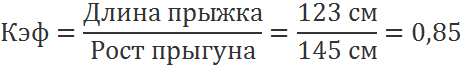 Кэф = Длина прыжка / Рост прыгуна = 123 см / 145 см = 0,85